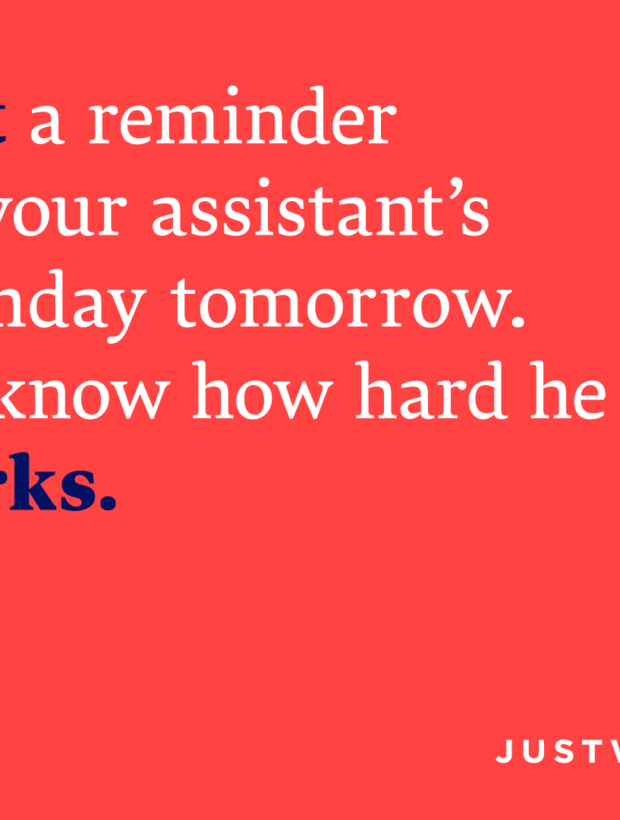 t a reminder
your assistant’s
nday tomorrow.
know how hard he
rks.
JUSTW